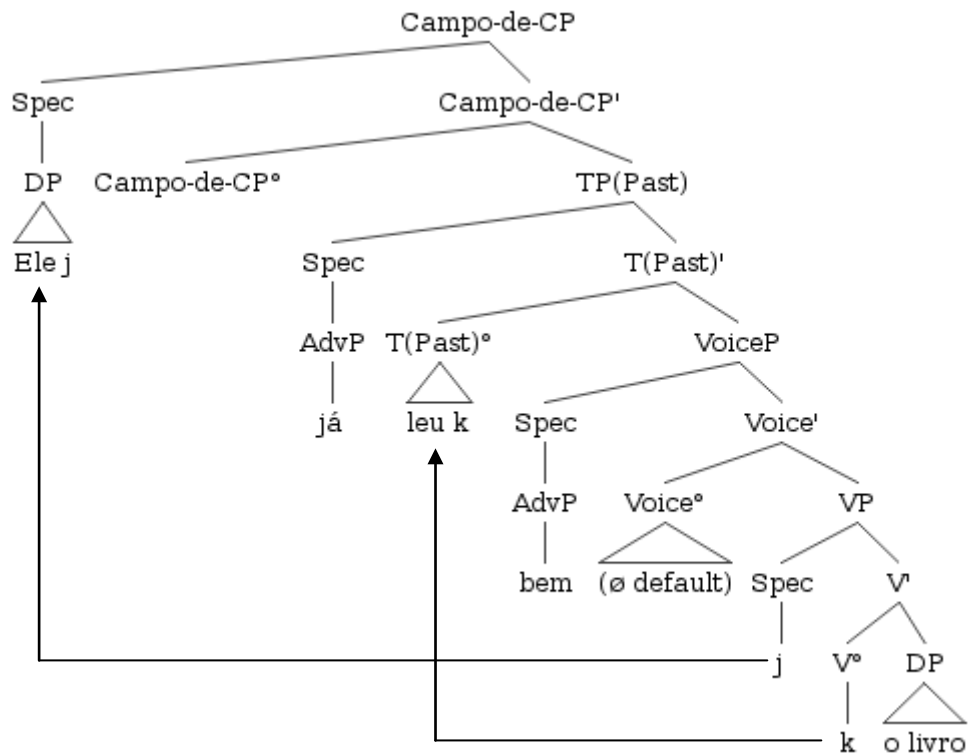 Campo-de-CP
Spec Campo-de-CP'
DP Campo-de-CP° TP(Past)
Ele j Spec T(Past)'
AdvP T(Past)° VoiceP
já leu k Spec Voice'
AdvP Voice° VP
bem (ø default) Spec V'
j V° DP
k o livro